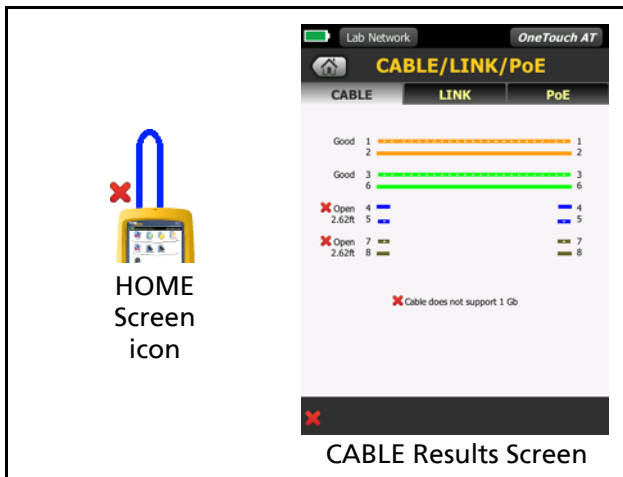 Lab Network
OneTouch AT
CABLE/LINK/PoE
CABLE LINK PoE
Good 1 1
2 2
Good 3 3
6 6
Open 4 4
2.62ft 5 5
Open 7 7
2.62ft 8 8
Cable does not support 1 Gb
HOME
Screen
icon
CABLE Results Screen